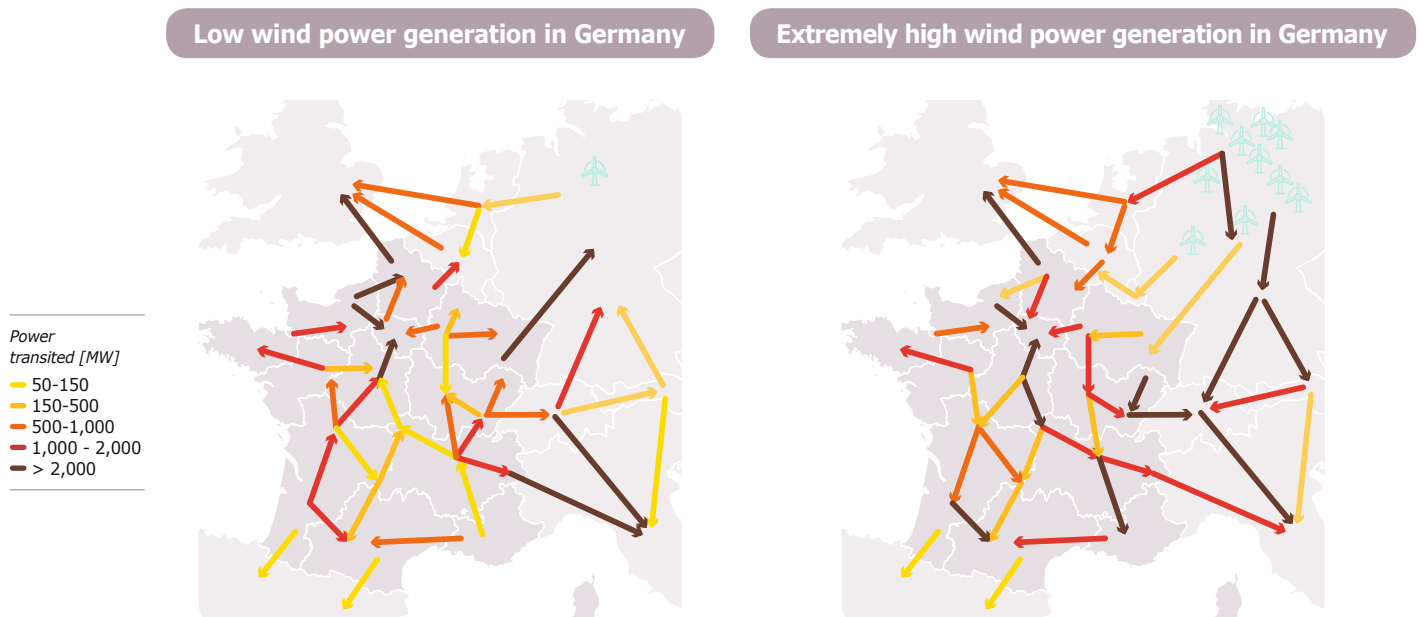 Low wind power generation in Germany
Extremely high wind power generation in Germany
Power
transited [MW]
50-150
150-500
500-1,000
1,000 - 2,000
> 2,000